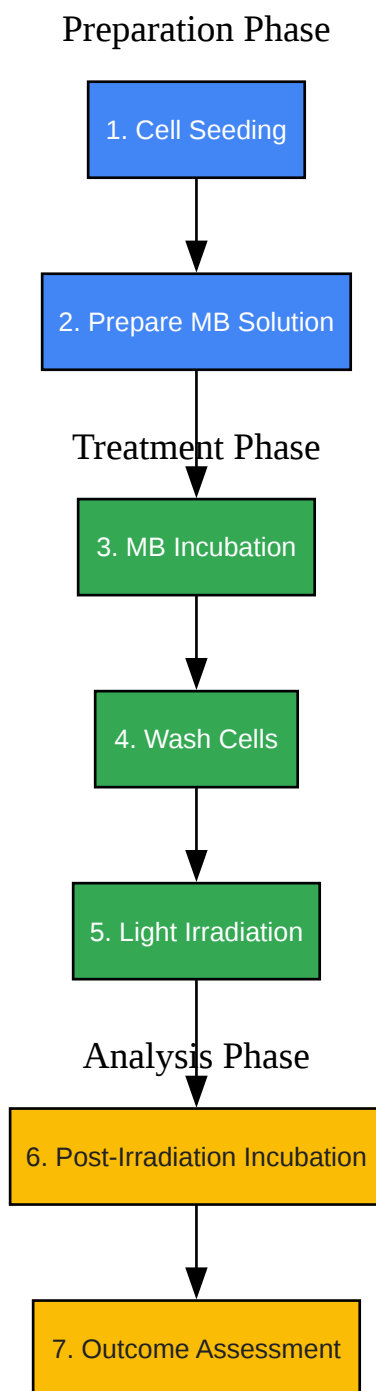 Preparation Phase
1. Cell Seeding
2. Prepare MB Solution
Treatment Phase
3. MB Incubation
4. Wash Cells
5. Light Irradiation
Analysis Phase
6. Post-Irradiation Incubation
7. Outcome Assessment